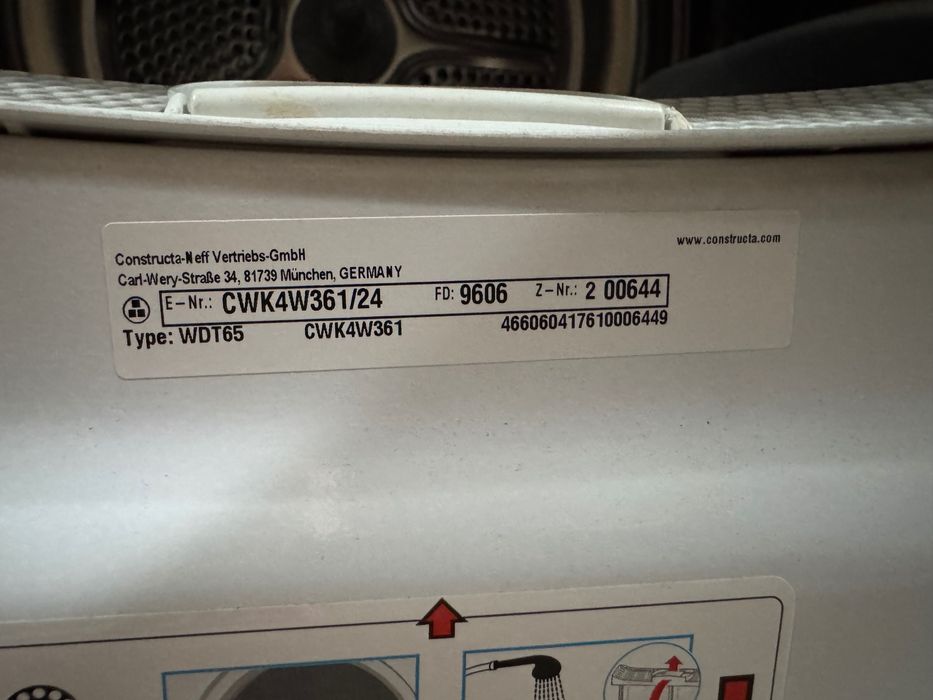 www.constructa.com
Constructa-Neff Vertriebs-GmbH
Carl-Wery-Straße 34, 81739 München, GERMANY
E-Nr.: CWK4W361/24 FD: 9606 Z-Nr.: 2 00644
Type: WDT65 CWK4W361 466060417610006449